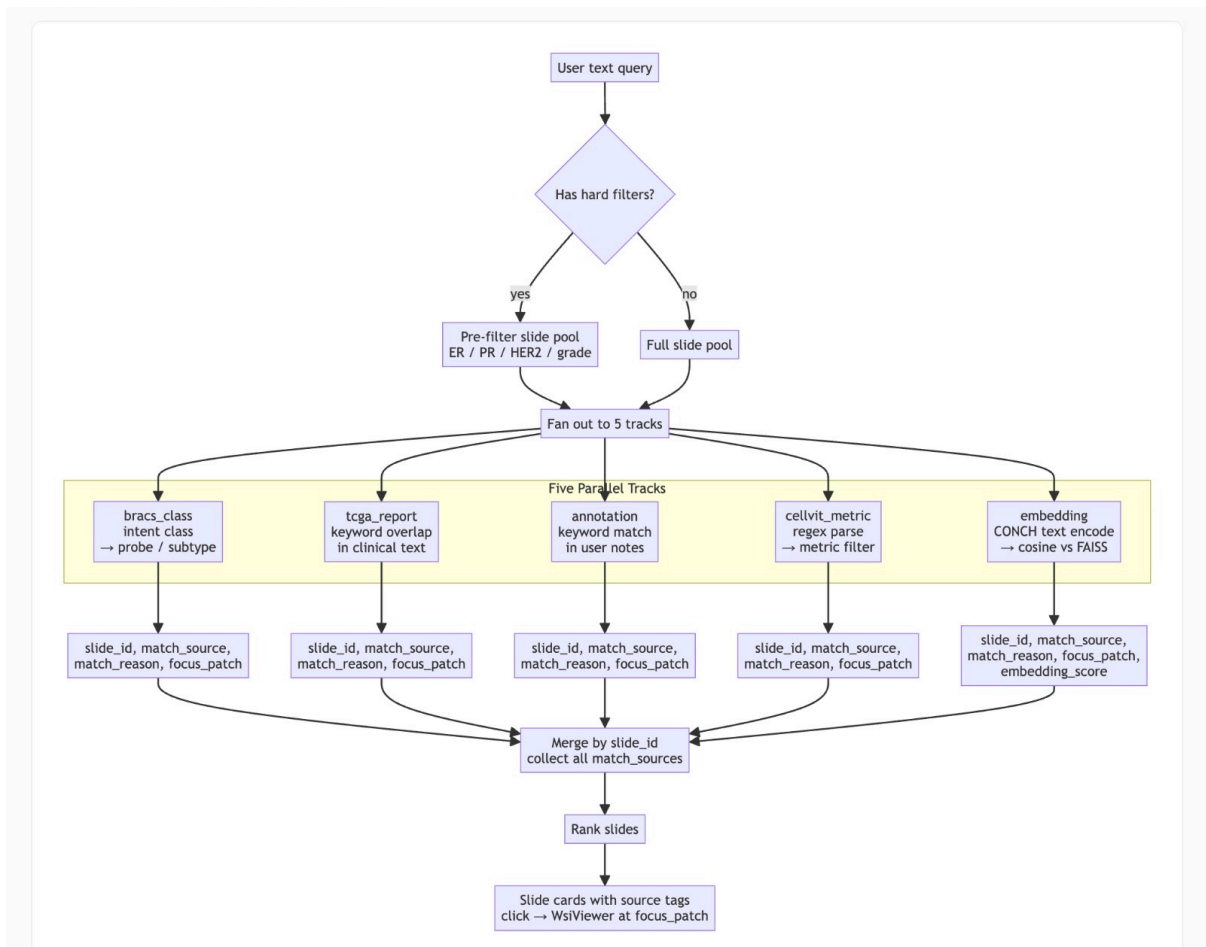 User text query
Has hard filters?
yes
no
Pre-filter slide pool
ER / PR / HER2 / grade
Full slide pool
Fan out to 5 tracks
Five Parallel Tracks
bracs_class
intent class
→ probe / subtype
tcga_report
keyword overlap
in clinical text
annotation
keyword match
in user notes
cellvit_metric
regex parse
→ metric filter
embedding
CONCH text encode
→ cosine vs FAISS
slide_id, match_source,
match_reason, focus_patch
slide_id, match_source,
match_reason, focus_patch
slide_id, match_source,
match_reason, focus_patch
slide_id, match_source,
match_reason, focus_patch
slide_id, match_source,
match_reason, focus_patch,
embedding_score
Merge by slide_id
collect all match_sources
Rank slides
Slide cards with source tags
click → WsiViewer at focus_patch